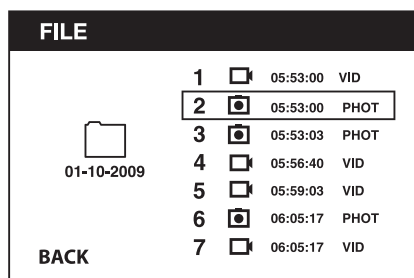 FILE
1 05:53:00 VID
2 05:53:00 PHOT
3 05:53:03 PHOT
4 05:56:40 VID
5 05:59:03 VID
6 06:05:17 PHOT
7 06:05:17 VID
01-10-2009
BACK